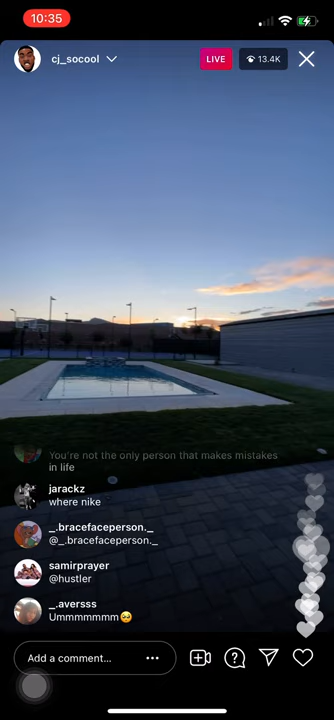 10:35
cj_socool
LIVE
13.4K
You're not the only person that makes mistakes
in life
jarackz
where nike
_.bracefaceperson._
@_.bracefaceperson._
samirprayer
@hustler
_.aversss
Ummmmmmm🥺
Add a comment...